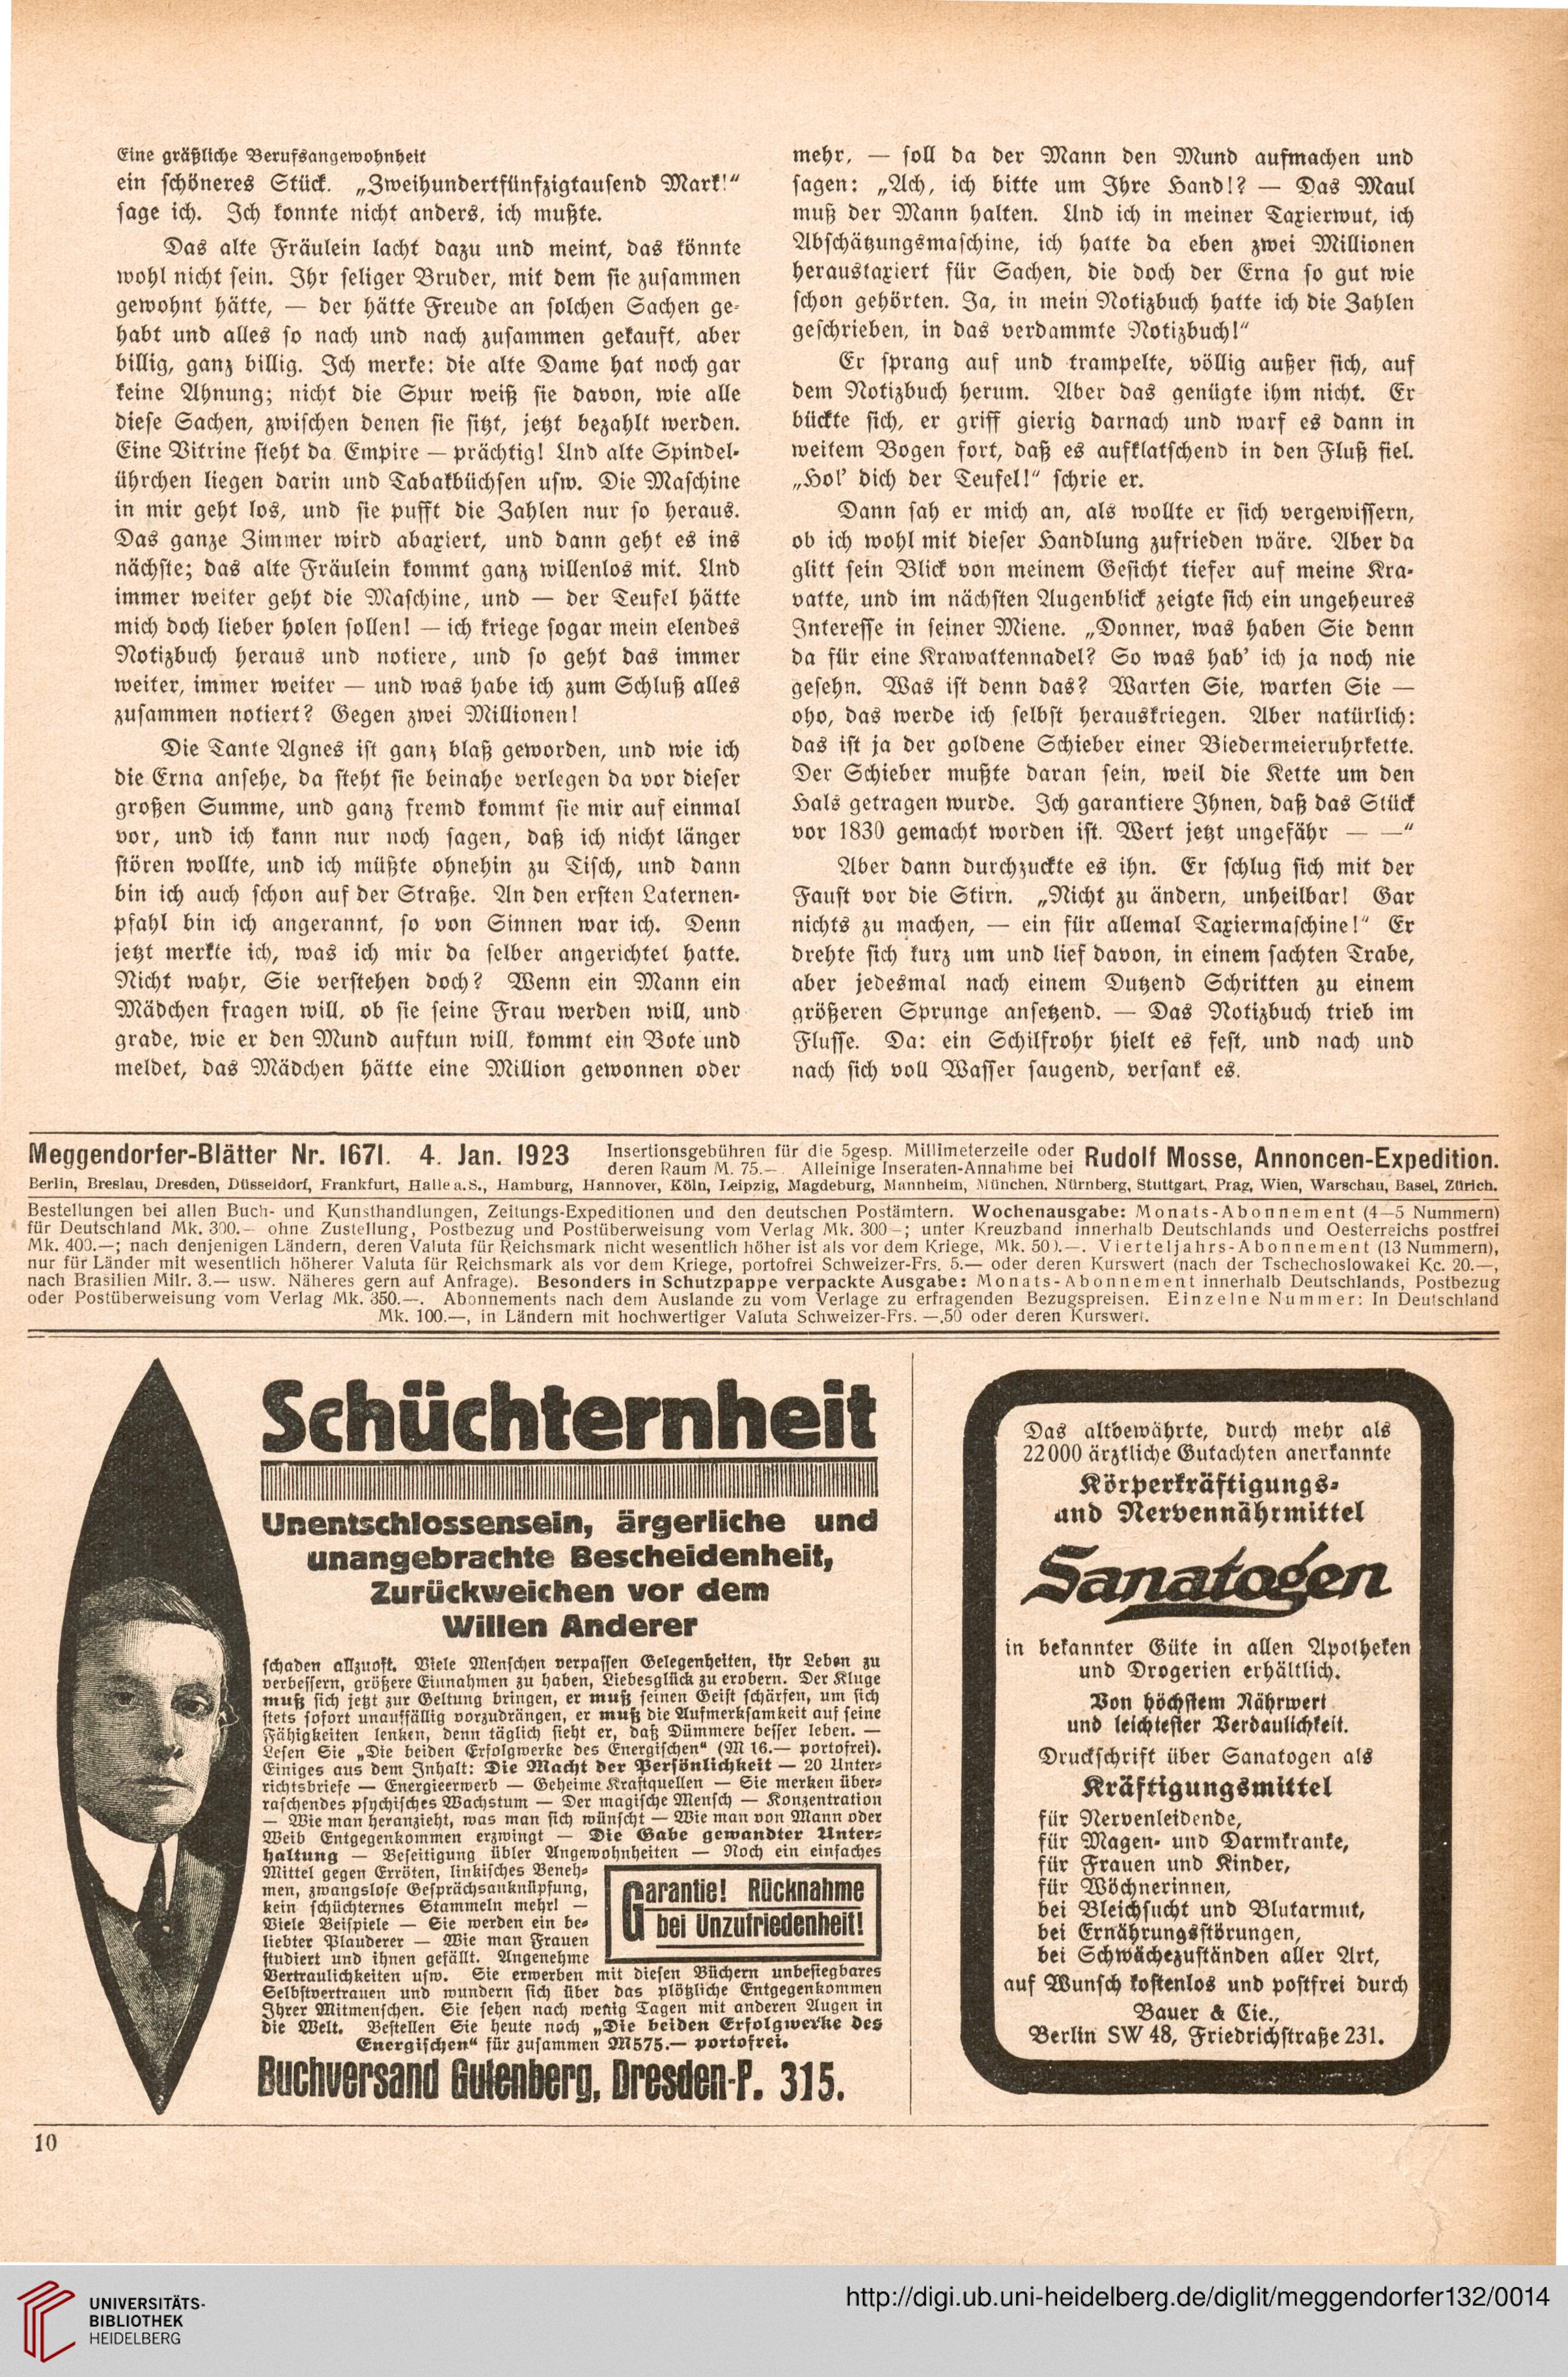 Eine gräßliche Berufsangewohnheit
ein schöneres Stück. „Zweihundertfünfzigtausend Mark!“
sage ich. Ich konnte nicht anders, ich mußte.
Das alte Fräulein lacht dazu und meint, das könnte
wohl nicht sein. Ihr seliger Bruder, mit dem sie zusammen
gewohnt hätte, — der hätte Freude an solchen Sachen ge-
habt und alles so nach und nach zusammen gekauft, aber
billig, ganz billig. Ich merke: die alte Dame hat noch gar
keine Ahnung; nicht die Spur weiß sie davon, wie alle
diese Sachen, zwischen denen sie sitzt, jetzt bezahlt werden.
Eine Vitrine steht da Empire — prächtig! Und alte Spindel-
ührchen liegen darin und Tabakbüchsen usw. Die Maschine
in mir geht los, und sie pufft die Zahlen nur so heraus.
Das ganze Zimmer wird abaxiert, und dann geht es ins
nächste; das alte Fräulein kommt ganz willenlos mit. Und
immer weiter geht die Maschine, und — der Teufel hätte
mich doch lieber holen sollen! — ich kriege sogar mein elendes
Notizbuch heraus und notiere, und so geht das immer
weiter, immer weiter — und was habe ich zum Schluß alles
zusammen notiert? Gegen zwei Millionen!
Die Tante Agnes ist ganz blaß geworden, und wie ich
die Erna ansehe, da steht sie beinahe verlegen da vor dieser
großen Summe, und ganz fremd kommt sie mir auf einmal
vor, und ich kann nur noch sagen, daß ich nicht länger
stören wollte, und ich müßte ohnehin zu Tisch, und dann
bin ich auch schon auf der Straße. An den ersten Laternen-
pfahl bin ich angerannt, so von Sinnen war ich. Denn
jetzt merkte ich, was ich mir da selber angerichtet hatte.
Nicht wahr, Sie verstehen doch? Wenn ein Mann ein
Mädchen fragen will, ob sie seine Frau werden will, und
grade, wie er den Mund auftun will, kommt ein Bote und
meldet, das Mädchen hätte eine Million gewonnen oder
mehr, — soll da der Mann den Mund aufmachen und
sagen: „Ach, ich bitte um Ihre Hand!? — Das Maul
muß der Mann halten. Und ich in meiner Taxierwut, ich
Abschätzungsmaschine, ich hatte da eben zwei Millionen
heraustaxiert für Sachen, die doch der Erna so gut wie
schon gehörten. Ja, in mein Notizbuch hatte ich die Zahlen
geschrieben, in das verdammte Notizbuch!“
Er sprang auf und trampelte, völlig außer sich, auf
dem Notizbuch herum. Aber das genügte ihm nicht. Er
bückte sich, er griff gierig darnach und warf es dann in
weitem Bogen fort, daß es aufklatschend in den Fluß fiel.
„Hol’ dich der Teufel!“ schrie er.
Dann sah er mich an, als wollte er sich vergewissern,
ob ich wohl mit dieser Handlung zufrieden wäre. Aber da
glitt sein Blick von meinem Gesicht tiefer auf meine Kra-
vatte, und im nächsten Augenblick zeigte sich ein ungeheures
Interesse in seiner Miene. „Donner, was haben Sie denn
da für eine Krawattennadel? So was hab’ ich ja noch nie
gesehn. Was ist denn das? Warten Sie, warten Sie —
oho, das werde ich selbst herauskriegen. Aber natürlich:
das ist ja der goldene Schieber einer Biedermeieruhrkette.
Der Schieber mußte daran sein, weil die Kette um den
Hals getragen wurde. Ich garantiere Ihnen, daß das Stück
vor 1830 gemacht worden ist. Wert jetzt ungefähr — —“
Aber dann durchzuckte es ihn. Er schlug sich mit der
Faust vor die Stirn. „Nicht zu ändern, unheilbar! Gar
nichts zu machen, — ein für allemal Taxiermaschine!“ Er
drehte sich kurz um und lief davon, in einem sachten Trabe,
aber jedesmal nach einem Dutzend Schritten zu einem
größeren Sprunge ansetzend. — Das Notizbuch trieb im
Flusse. Da: ein Schilfrohr hielt es fest, und nach und
nach sich voll Wasser saugend, versank es.
Meggendorfer-Blätter Nr. 1671. 4. Jan. 1923
Insertionsgebühren für die 5gesp. Millimeterzeile oder
deren Raum M. 75.—. Alleinige Inseraten-Annahme bei
Rudolf Mosse, Annoncen-Expedition.
Berlin, Breslau, Dresden, Düsseldorf, Frankfurt, Halle a. S., Hamburg, Hannover, Köln, Leipzig, Magdeburg, Mannheim, München, Nürnberg, Stuttgart, Prag, Wien, Warschau, Basel, Zürich.
Bestellungen bei allen Buch- und Kunsthandlungen, Zeitungs-Expeditionen und den deutschen Postämtern. Wochenausgabe: Monats-Abonnement (4—5 Nummern)
für Deutschland Mk. 300.— ohne Zustellung, Postbezug und Postüberweisung vom Verlag Mk. 300—; unter Kreuzband innerhalb Deutschlands und Oesterreichs postfrei
Mk. 400.—; nach denjenigen Ländern, deren Valuta für Reichsmark nicht wesentlich höher ist als vor dem Kriege, Mk. 500.—. Vierteljahrs-Abonnement (13 Nummern),
nur für Länder mit wesentlich höherer Valuta für Reichsmark als vor dem Kriege, portofrei Schweizer-Frs. 5.— oder deren Kurswert (nach der Tschechoslowakei Kc. 20.—,
nach Brasilien Milr. 3.— usw. Näheres gern auf Anfrage). Besonders in Schutzpappe verpackte Ausgabe: Monats-Abonnement innerhalb Deutschlands, Postbezug
oder Postüberweisung vom Verlag Mk. 350.—. Abonnements nach dem Auslande zu vom Verlage zu erfragenden Bezugspreisen. Einzelne Nummer: In Deutschland
Mk. 100.—, in Ländern mit hochwertiger Valuta Schweizer-Frs. —.50 oder deren Kurswert.
Schüchternheit
Unentschlossensein, ärgerliche und
unangebrachte Bescheidenheit,
Zurückweichen vor dem
Willen Anderer
schaden allzuoft. Viele Menschen verpassen Gelegenheiten, ihr Leben zu
verbessern, größere Einnahmen zu haben, Liebesglück zu erobern. Der Kluge
muß sich jetzt zur Geltung bringen, er muß seinen Geist schärfen, um sich
stets sofort unauffällig vorzudrängen, er muß die Aufmerksamkeit auf seine
Fähigkeiten lenken, denn täglich sieht er, daß Dümmere besser leben. —
Lesen Sie „Die beiden Erfolgwerke des Energischen“ (M 16.— portofrei).
Einiges aus dem Inhalt: Die Macht der Persönlichkeit — 20 Unter-
richtsbriefe — Energieerwerb — Geheime Kraftquellen — Sie merken über-
raschendes psychisches Wachstum — Der magische Mensch — Konzentration
— Wie man heranzieht, was man sich wünscht — Wie man von Mann oder
Weib Entgegenkommen erzwingt — Die Gabe gewandter Unter-
haltung — Beseitigung übler Angewohnheiten — Noch ein einfaches
Mittel gegen Erröten, linkisches Beneh-
men, zwangslose Gesprächsanknüpfung,
kein schüchternes Stammeln mehr! —
Viele Beispiele — Sie werden ein be-
liebter Plauderer — Wie man Frauen
studiert und ihnen gefällt. Angenehme
Garantie! Rücknahme
bei Unzufriedenheit!
Vertraulichkeiten usw. Sie erwerben mit diesen Büchern unbesiegbares
Selbstvertrauen und wundern sich über das plötzliche Entgegenkommen
Ihrer Mitmenschen. Sie sehen nach wenig Tagen mit anderen Augen in
die Welt. Bestellen Sie heute noch „Die beiden Erfolgwerke des
Energischen“ für zusammen M575.— portofrei.
Buchversand Gutenberg, Dresden-P. 315.
Das altbewährte, durch mehr als
22000 ärztliche Gutachten anerkannte
Körperkräftigungs-
und Nervennährmittel
Sanatogen
in bekannter Güte in allen Apotheken
und Drogerien erhältlich.
Von höchstem Nährwert
und leichtester Verdaulichkeit.
Druckschrift über Sanatogen als
Kräftigungsmittel
für Nervenleidende,
für Magen- und Darmkranke,
für Frauen und Kinder,
für Wöchnerinnen,
bei Bleichsucht und Blutarmut,
bei Ernährungsstörungen,
bei Schwächezuständen aller Art,
auf Wunsch kostenlos und postfrei durch
Bauer & Cie.,
Berlin SW 48, Friedrichstraße 231.
10
UNIVERSITÄTS-
BIBLIOTHEK
HEIDELBERG
http://digi.ub.uni-heidelberg.de/diglit/meggendorfer132/0014